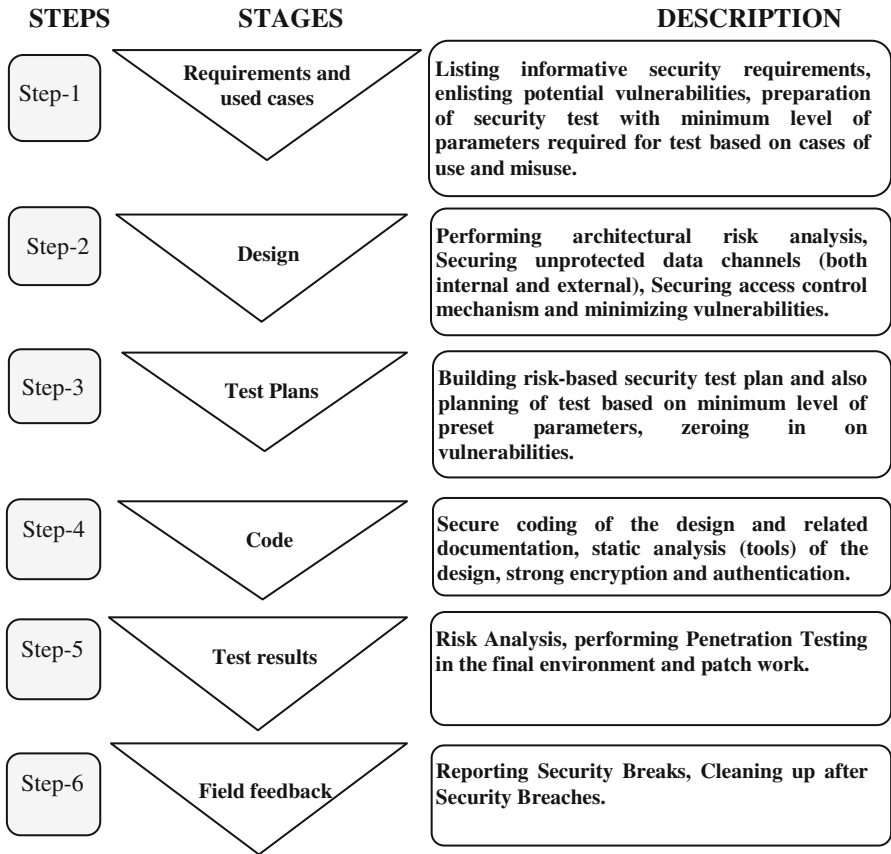 STEPS STAGES DESCRIPTION
Step-1
Requirements and
used cases
Listing informative security requirements,
enlisting potential vulnerabilities, preparation
of security test with minimum level of
parameters required for test based on cases of
use and misuse.
Step-2
Design
Performing architectural risk analysis,
Securing unprotected data channels (both
internal and external), Securing access control
mechanism and minimizing vulnerabilities.
Step-3
Test Plans
Building risk-based security test plan and also
planning of test based on minimum level of
preset parameters, zeroing in on
vulnerabilities.
Step-4
Code
Secure coding of the design and related
documentation, static analysis (tools) of the
design, strong encryption and authentication.
Step-5
Test results
Risk Analysis, performing Penetration Testing
in the final environment and patch work.
Step-6
Field feedback
Reporting Security Breaks, Cleaning up after
Security Breaches.